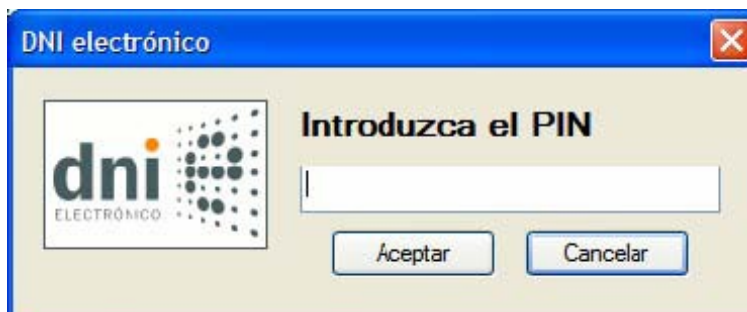 DNI electrónico
Introduzca el PIN
dni
ELECTRÓNICO
Aceptar
Cancelar